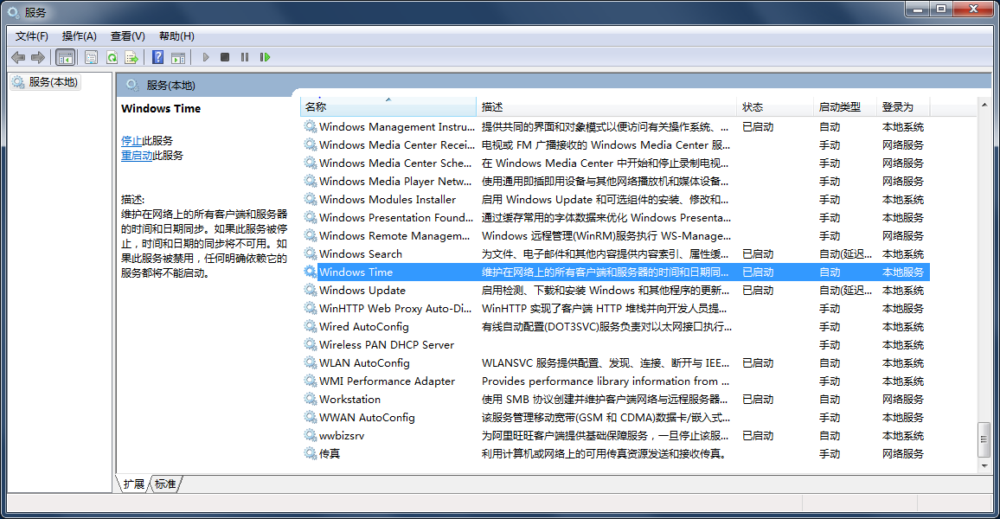 服务
文件(F) 操作(A) 查看(V) 帮助(H)
服务(本地)
服务(本地)
Windows Time
停止此服务
重启动此服务
描述:
维护在网络上的所有客户端和服务器
的时间和日期同步。如果此服务被停
止，时间和日期的同步将不可用。如
果此服务被禁用，任何明确依赖它的
服务都将不能启动。
名称 描述 状态 启动类型 登录为
Windows Management Instru... 提供共同的界面和对象模式以便访问有关操作系统、... 已启动 自动 本地系统
Windows Media Center Recei... 电视或 FM 广播接收的 Windows Media Center 服... 手动 网络服务
Windows Media Center Sche... 在 Windows Media Center 中开始和停止录制电视... 手动 网络服务
Windows Media Player Netw... 使用通用即插即用设备与其他网络播放机和媒体设备... 手动 网络服务
Windows Modules Installer 启用 Windows Update 和可选组件的安装、修改和... 手动 本地系统
Windows Presentation Found... 通过缓存常用的字体数据来优化 Windows Presenta... 手动 本地服务
Windows Remote Managem... Windows 远程管理(WinRM)服务执行 WS-Manage... 手动 网络服务
Windows Search 为文件、电子邮件和其他内容提供内容索引、属性缓... 已启动 自动(延迟... 本地系统
Windows Time 维护在网络上的所有客户端和服务器的时间和日期同... 已启动 自动 本地服务
Windows Update 启用检测、下载和安装 Windows 和其他程序的更新... 已启动 自动(延迟... 本地系统
WinHTTP Web Proxy Auto-Di... WinHTTP 实现了客户端 HTTP 堆栈并向开发人员提... 手动 本地服务
Wired AutoConfig 有线自动配置(DOT3SVC)服务负责对以太网接口执行... 手动 本地系统
Wireless PAN DHCP Server 手动 本地系统
WLAN AutoConfig WLANSVC 服务提供配置、发现、连接、断开与 IEE... 已启动 自动 本地系统
WMI Performance Adapter Provides performance library information from ... 手动 本地系统
Workstation 使用 SMB 协议创建并维护客户端网络与远程服务器... 已启动 自动 网络服务
WWAN AutoConfig 该服务管理移动宽带(GSM 和 CDMA)数据卡/嵌入式... 手动 本地服务
wwbizsrv 为阿里旺旺客户端提供基础保障服务，一旦停止该服... 已启动 自动 本地系统
传真 利用计算机或网络上的可用传真资源发送和接收传真。 手动 网络服务
扩展 标准